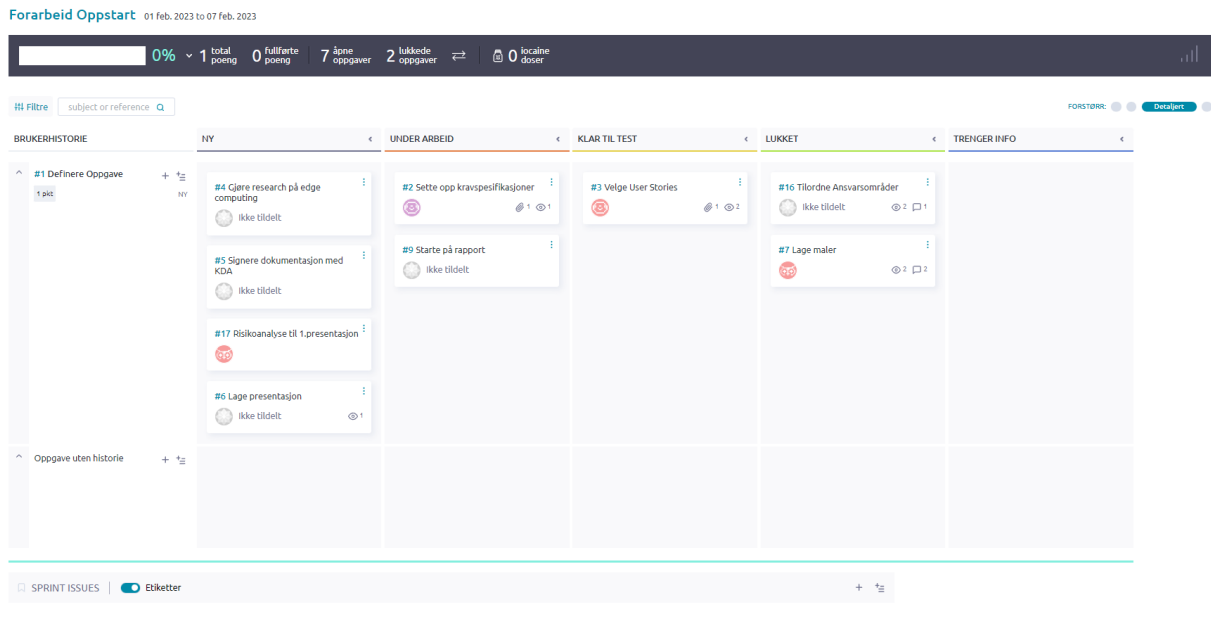 Forarbeid Oppstart 01 feb. 2023 to 07 feb. 2023
0% 1 total poeng 0 fullførte poeng 7 åpne oppgaver 2 lukkede oppgaver 0 iocaine doser
Filtre subject or reference FORSTØRR: Detaljert
BRUKERHISTORIE NY UNDER ARBEID KLAR TIL TEST LUKKET TRENGER INFO
#1 Definere Oppgave
1 pkt NY
#4 Gjøre research på edge
computing
Ikke tildelt
#5 Signere dokumentasjon med
KDA
Ikke tildelt
#17 Risikoanalyse til 1.presentasjon
#6 Lage presentasjon
Ikke tildelt 1
#2 Sette opp kravspesifikasjoner
1 1
#9 Starte på rapport
Ikke tildelt
#3 Velge User Stories
1 2
#16 Tilordne Ansvarsområder
Ikke tildelt 2 1
#7 Lage maler
2 2
Oppgave uten historie
SPRINT ISSUES Etiketter